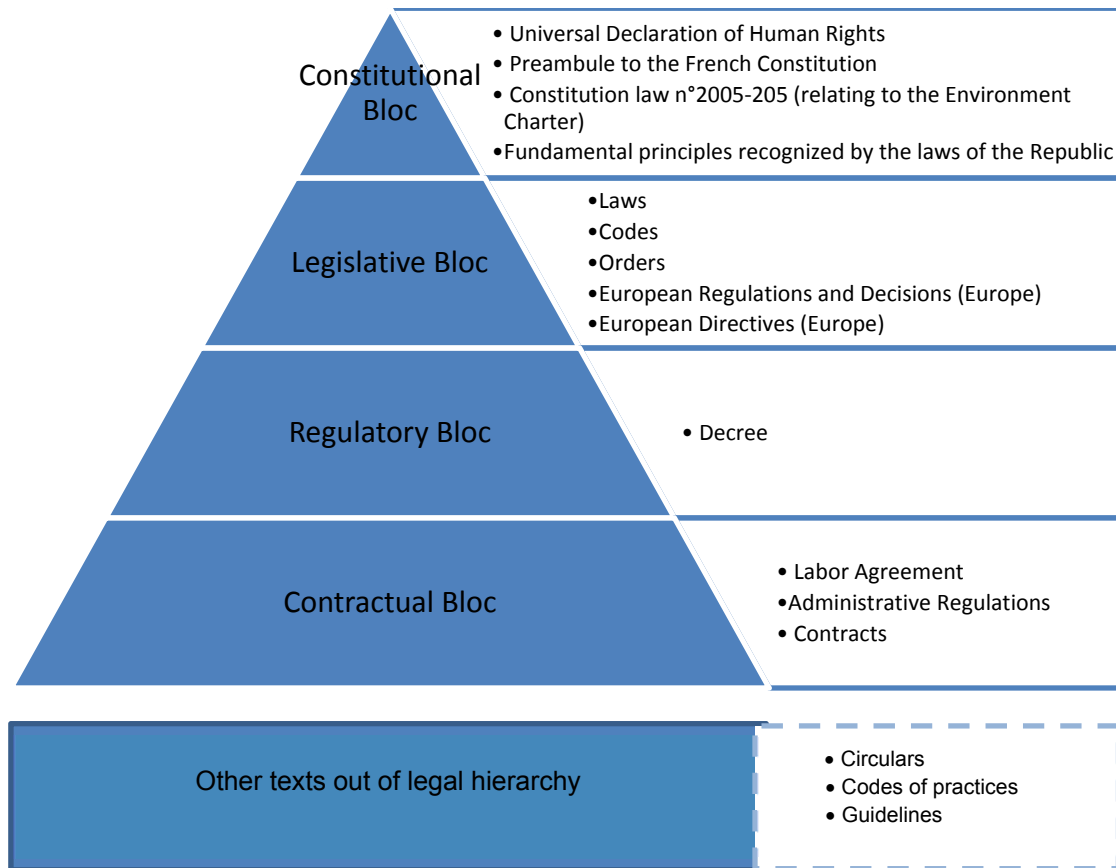 Constitutional
Bloc
• Universal Declaration of Human Rights
• Preambule to the French Constitution
• Constitution law n°2005-205 (relating to the Environment
Charter)
•Fundamental principles recognized by the laws of the Republic
Legislative Bloc
•Laws
•Codes
•Orders
•European Regulations and Decisions (Europe)
•European Directives (Europe)
Regulatory Bloc
• Decree
Contractual Bloc
• Labor Agreement
•Administrative Regulations
• Contracts
Other texts out of legal hierarchy
• Circulars
• Codes of practices
• Guidelines